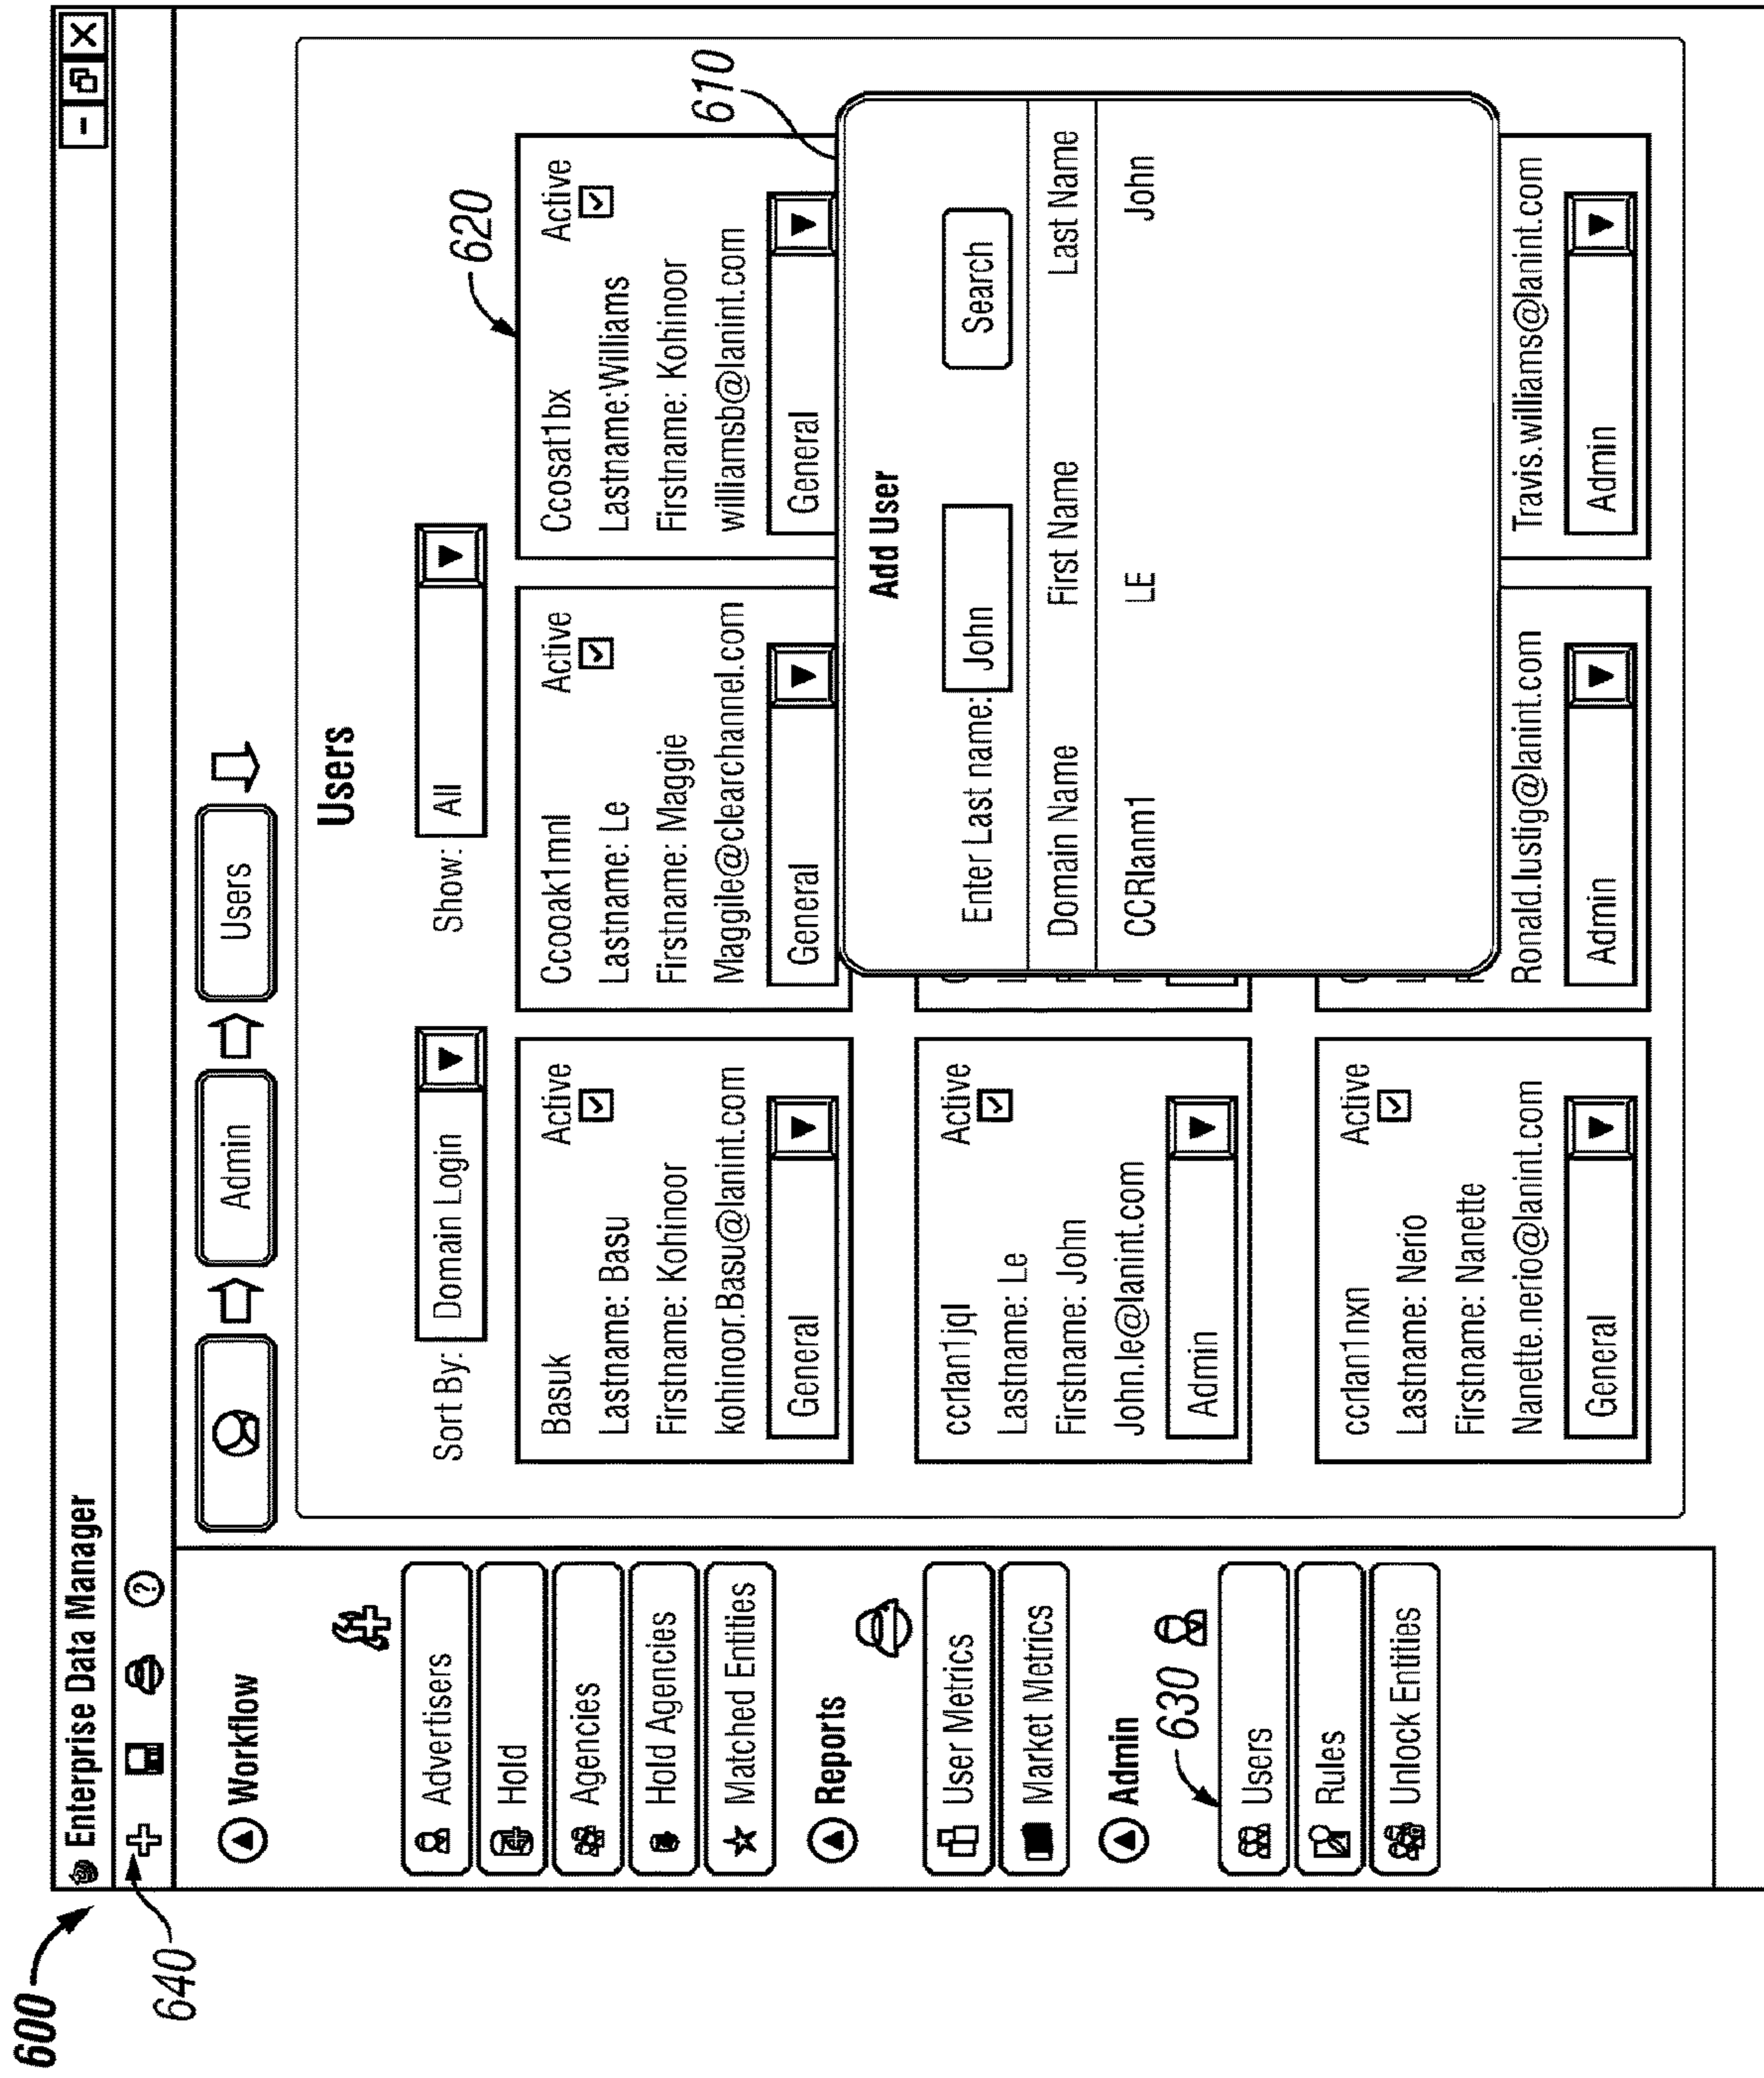 600
640
Enterprise Data Manager
?
Workflow
Advertisers
Hold
Agencies
Hold Agencies
Matched Entities
Reports
User Metrics
Market Metrics
Admin
630
Users
Rules
Unlock Entities
Admin
Users
Users
Sort By: Domain Login
Show: All
620
Basuk
Active
Lastname: Basu
Firstname: Kohinoor
kohinoor.Basu@lanint.com
General
Ccooak1mnl
Active
Lastname: Le
Firstname: Maggie
Maggile@clearchannel.com
General
Ccosat1bx
Active
Lastname:Williams
Firstname: Kohinoor
williamsb@lanint.com
General
610
ccrlan1jql
Active
Lastname: Le
Firstname: John
John.le@lanint.com
Admin
Add User
Enter Last name: John
Search
Domain Name First Name Last Name
CCRlanm1 LE John
ccrlan1nxn
Active
Lastname: Nerio
Firstname: Nanette
Nanette.nerio@lanint.com
General
Ronald.lustig@lanint.com
Admin
Travis.williams@lanint.com
Admin